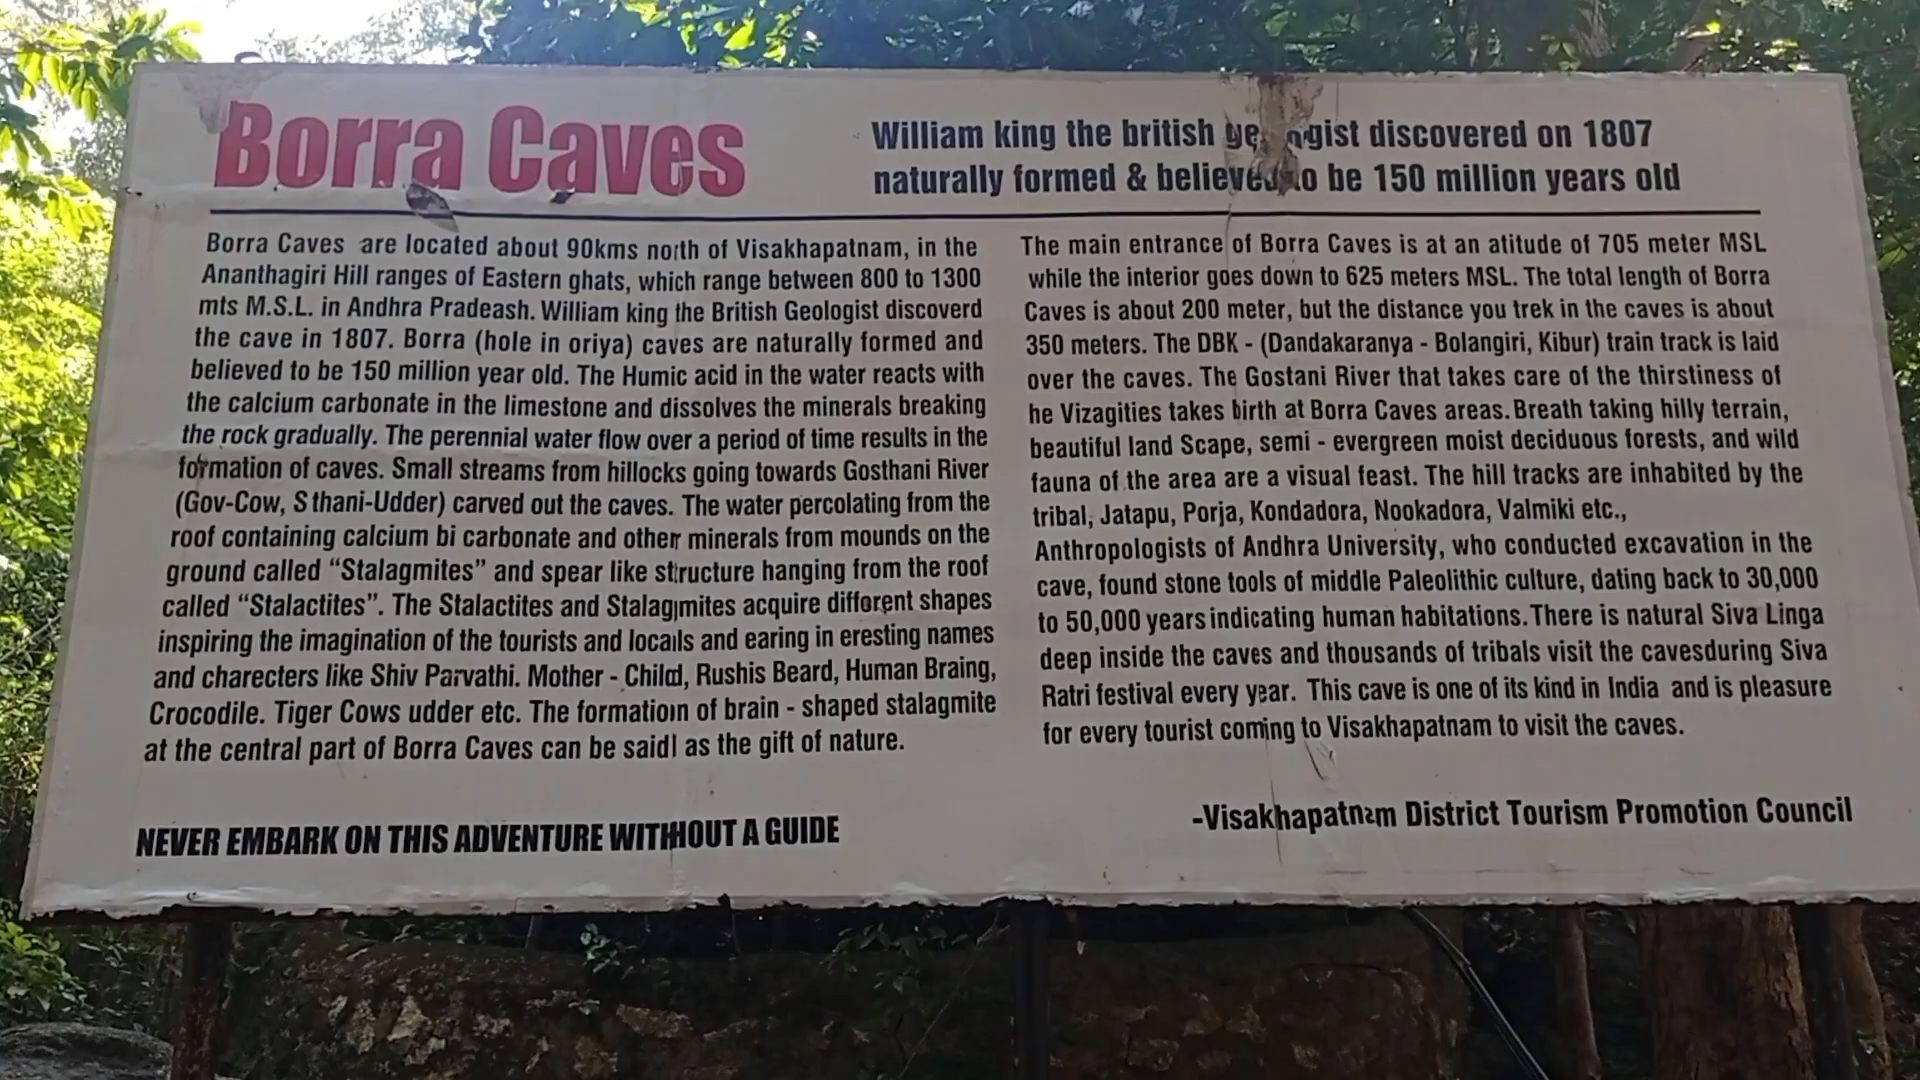 Borra Caves
William king the british gist discovered on 1807
naturally formed & believed to be 150 million years old
Borra Caves are located about 90kms north of Visakhapatnam, in the
Ananthagiri Hill ranges of Eastern ghats, which range between 800 to 1300
mts M.S.L. in Andhra Pradeash. William king the British Geologist discoverd
the cave in 1807. Borra (hole in oriya) caves are naturally formed and
believed to be 150 million year old. The Humic acid in the water reacts with
the calcium carbonate in the limestone and dissolves the minerals breaking
the rock gradually. The perennial water flow over a period of time results in the
formation of caves. Small streams from hillocks going towards Gosthani River
(Gov-Cow, S thani-Udder) carved out the caves. The water percolating from the
roof containing calcium bi carbonate and other minerals from mounds on the
ground called “Stalagmites” and spear like structure hanging from the roof
called “Stalactites”. The Stalactites and Stalagmites acquire different shapes
inspiring the imagination of the tourists and locals and earing in eresting names
and charecters like Shiv Parvathi. Mother - Child, Rushis Beard, Human Braing,
Crocodile. Tiger Cows udder etc. The formation of brain - shaped stalagmite
at the central part of Borra Caves can be said as the gift of nature.
NEVER EMBARK ON THIS ADVENTURE WITHOUT A GUIDE
The main entrance of Borra Caves is at an atitude of 705 meter MSL
while the interior goes down to 625 meters MSL. The total length of Borra
Caves is about 200 meter, but the distance you trek in the caves is about
350 meters. The DBK - (Dandakaranya - Bolangiri, Kibur) train track is laid
over the caves. The Gostani River that takes care of the thirstiness of
he Vizagities takes birth at Borra Caves areas. Breath taking hilly terrain,
beautiful land Scape, semi - evergreen moist deciduous forests, and wild
fauna of the area are a visual feast. The hill tracks are inhabited by the
tribal, Jatapu, Porja, Kondadora, Nookadora, Valmiki etc.,
Anthropologists of Andhra University, who conducted excavation in the
cave, found stone tools of middle Paleolithic culture, dating back to 30,000
to 50,000 years indicating human habitations. There is natural Siva Linga
deep inside the caves and thousands of tribals visit the cavesduring Siva
Ratri festival every year. This cave is one of its kind in India and is pleasure
for every tourist coming to Visakhapatnam to visit the caves.
-Visakhapatnam District Tourism Promotion Council